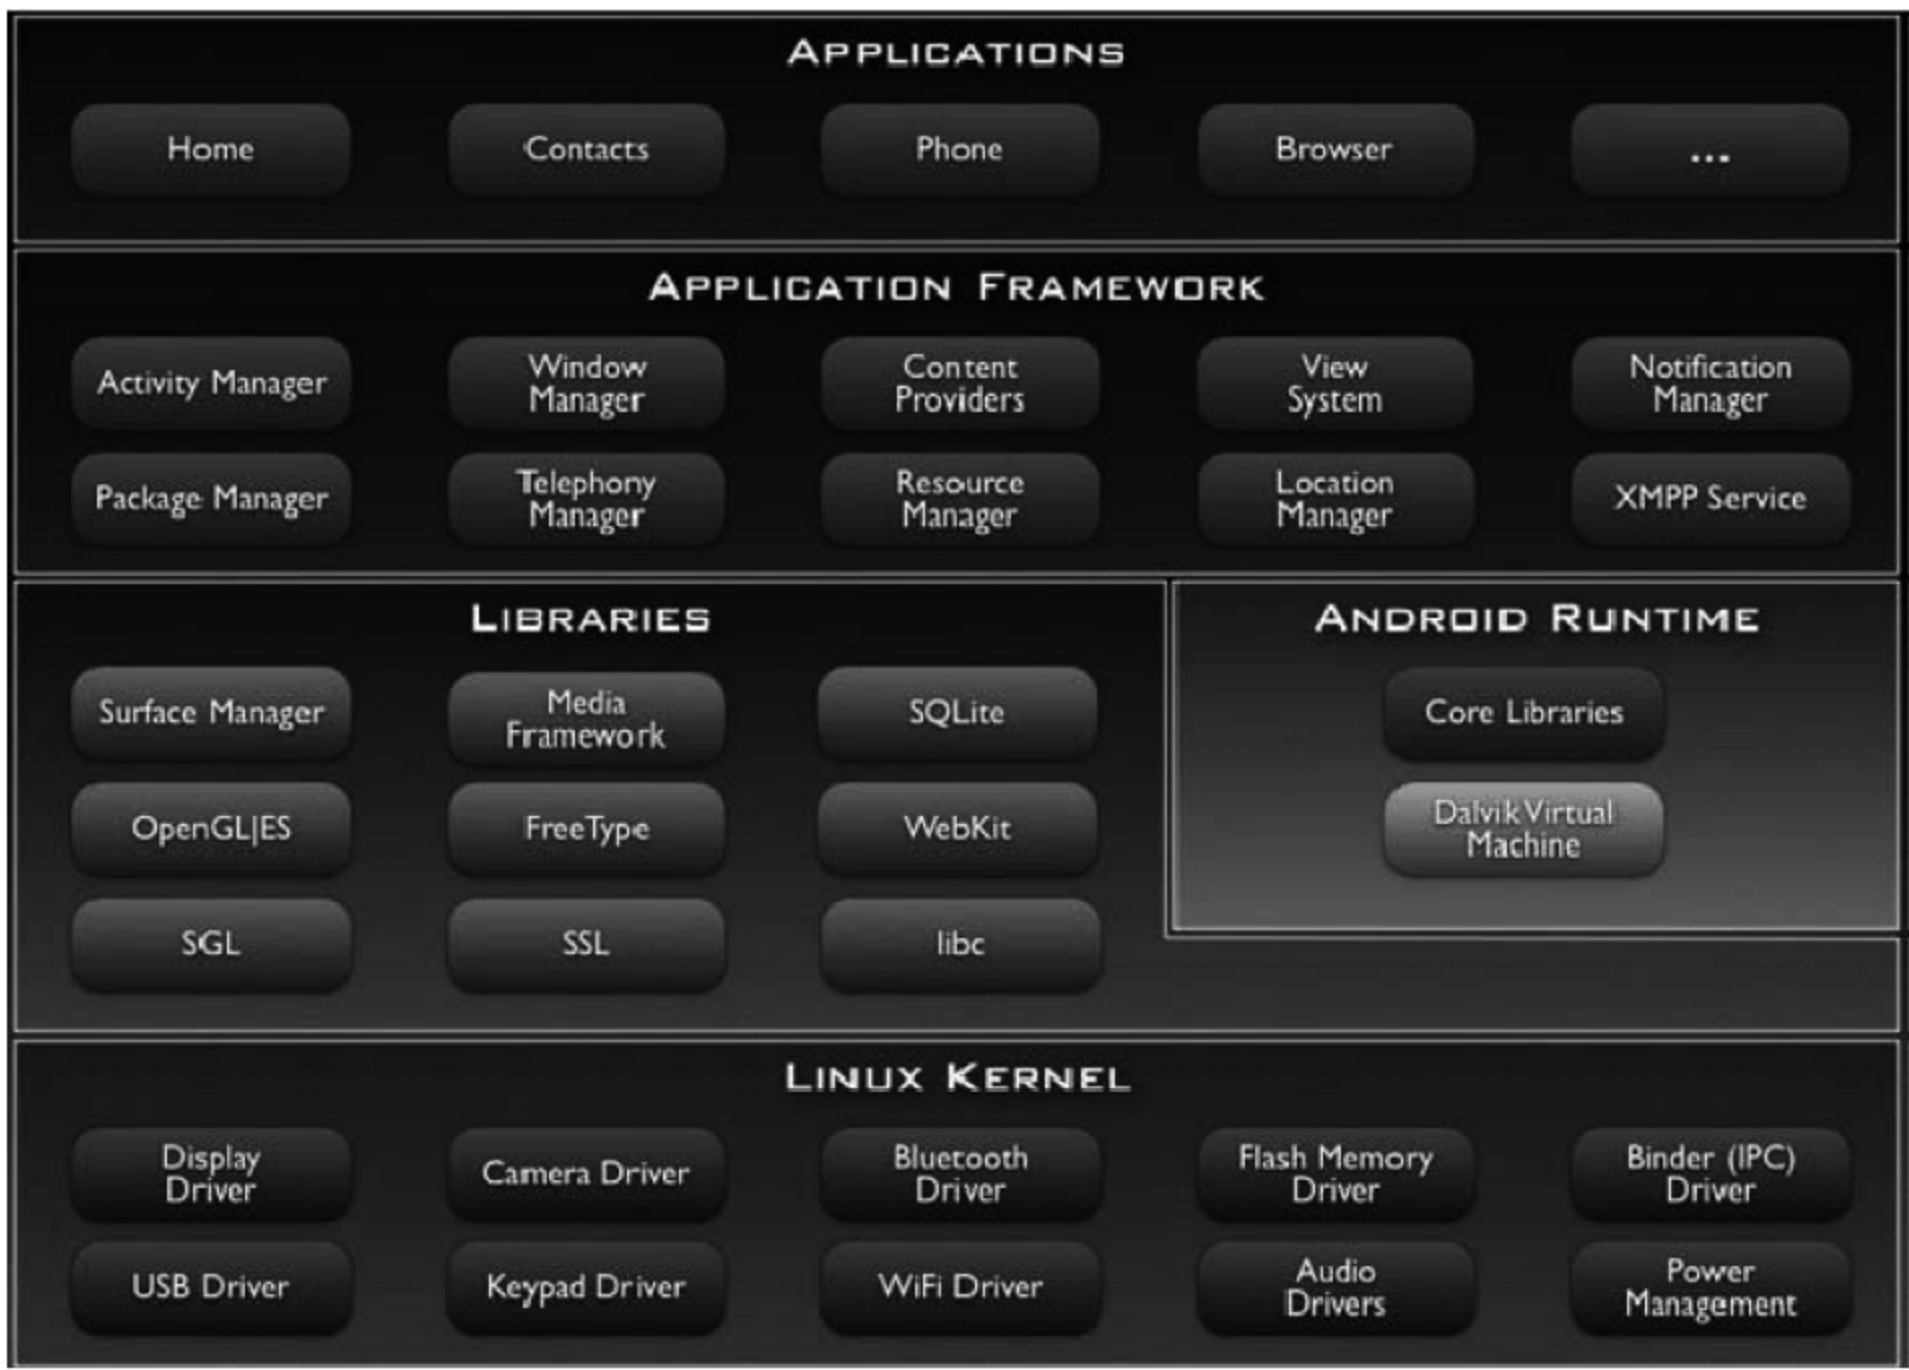 APPLICATIONS
Home
Contacts
Phone
Browser
...
APPLICATION FRAMEWORK
Activity Manager
Window
Manager
Content
Providers
View
System
Notification
Manager
Package Manager
Telephony
Manager
Resource
Manager
Location
Manager
XMPP Service
LIBRARIES
Surface Manager
Media
Framework
SQLite
OpenGL|ES
FreeType
WebKit
SGL
SSL
libc
ANDROID RUNTIME
Core Libraries
Dalvik Virtual
Machine
LINUX KERNEL
Display
Driver
Camera Driver
Bluetooth
Driver
Flash Memory
Driver
Binder (IPC)
Driver
USB Driver
Keypad Driver
WiFi Driver
Audio
Drivers
Power
Management